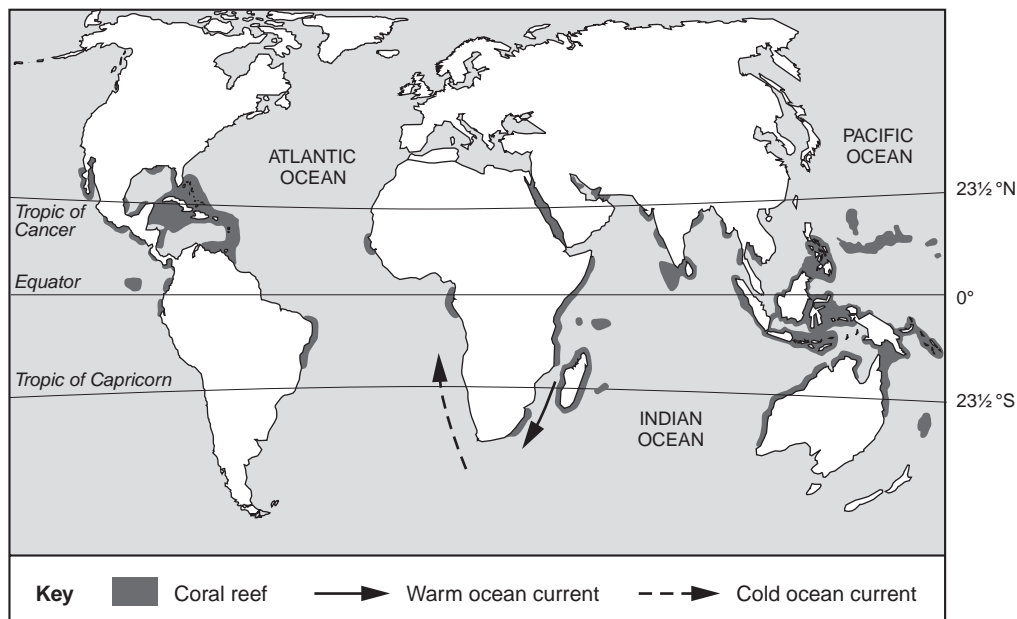 ATLANTIC
OCEAN
PACIFIC
OCEAN
23½ °N
Tropic of
Cancer
Equator
0°
Tropic of Capricorn
23½ °S
INDIAN
OCEAN
Key
Coral reef
Warm ocean current
Cold ocean current